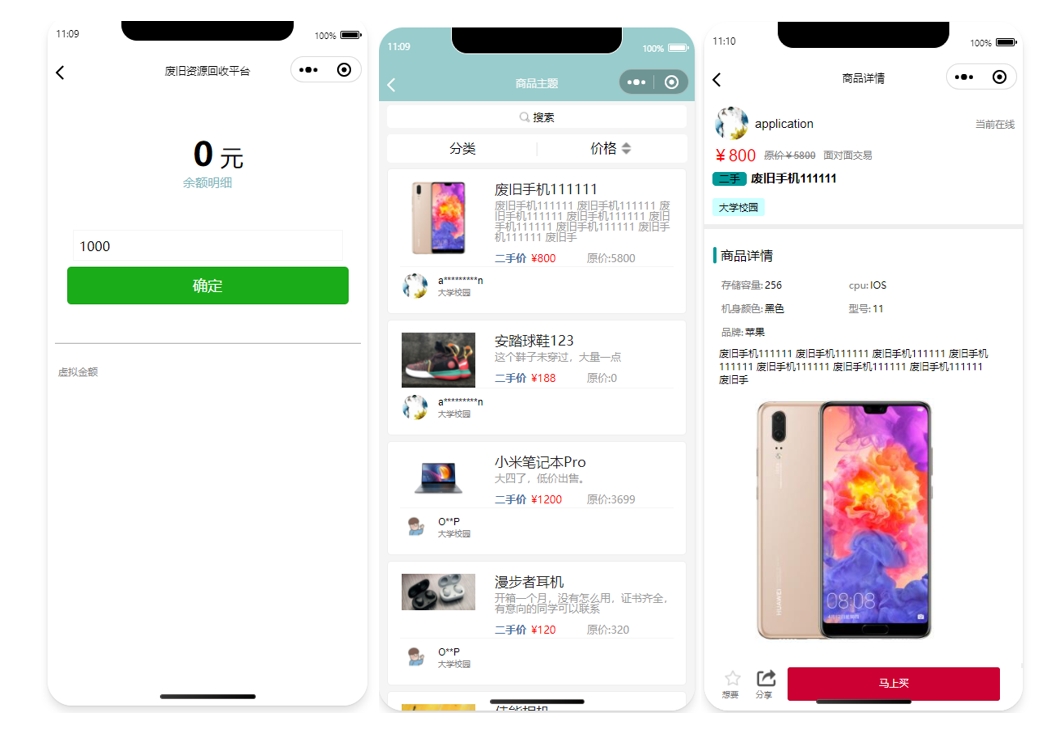 11:09
100%
废旧资源回收平台
0 元
余额明细
1000
确定
虚拟金额
11:09
100%
商品主题
搜索
分类
价格
废旧手机111111
废旧手机111111 废旧手机111111 废
旧手机111111 废旧手机111111 废旧
手机111111 废旧手机111111 废旧手
机111111 废旧手
二手价 ¥800
原价:5800
a*********n
大学校园
安踏球鞋123
这个鞋子未穿过，大量一点
二手价 ¥188
原价:0
a*********n
大学校园
小米笔记本Pro
大四了，低价出售。
二手价 ¥1200
原价:3699
O**P
大学校园
漫步者耳机
开箱一个月，没有怎么用，证书齐全，
有意向的同学可以联系
二手价 ¥120
原价:320
O**P
大学校园
11:10
100%
商品详情
application
当前在线
¥800 原价¥5800 面对面交易
二手 废旧手机111111
大学校园
商品详情
存储容量:256
cpu:IOS
机身颜色:黑色
型号:11
品牌:苹果
废旧手机111111 废旧手机111111 废旧手机111111 废旧手机
111111 废旧手机111111 废旧手机111111 废旧手机111111
废旧手
08:08
HUAWEI
想要
分享
马上买